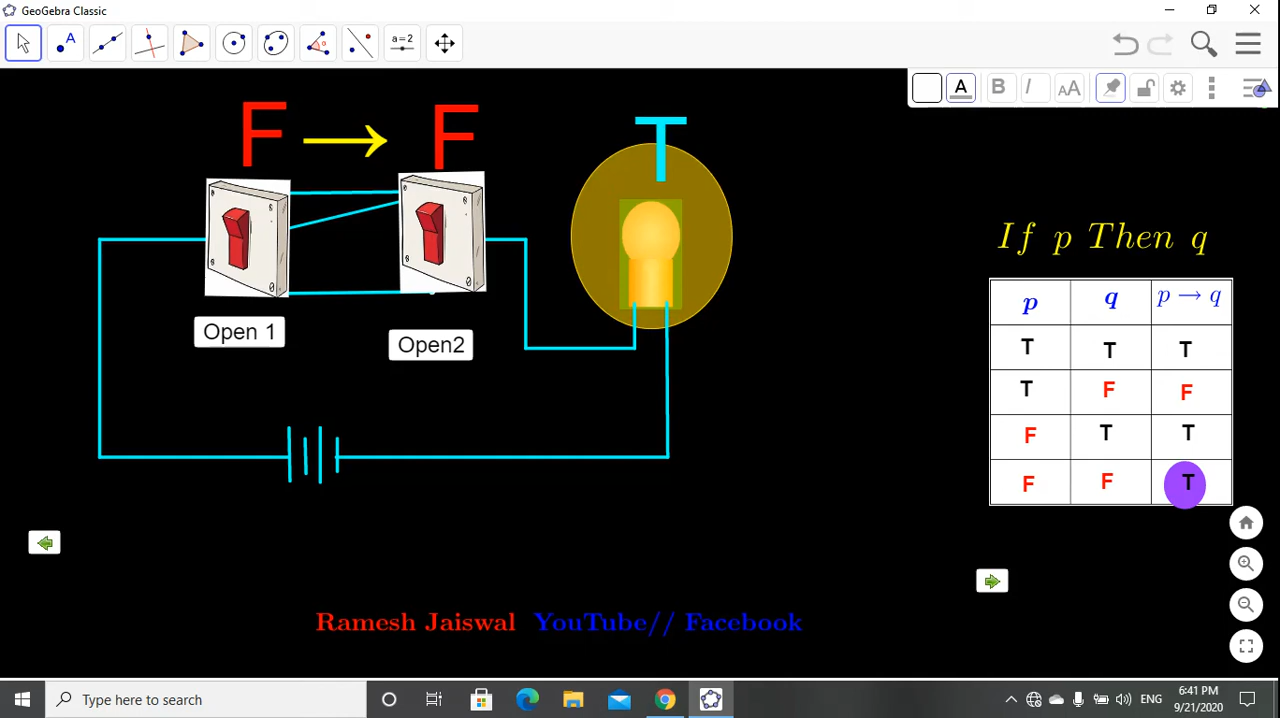 GeoGebra Classic
A
a = 2
A B I AA
F → F
T
If p Then q
p q p → q
T T T
T F F
F T T
F F T
Open 1
Open2
Ramesh Jaiswal YouTube// Facebook
Type here to search
ENG
6:41 PM
9/21/2020